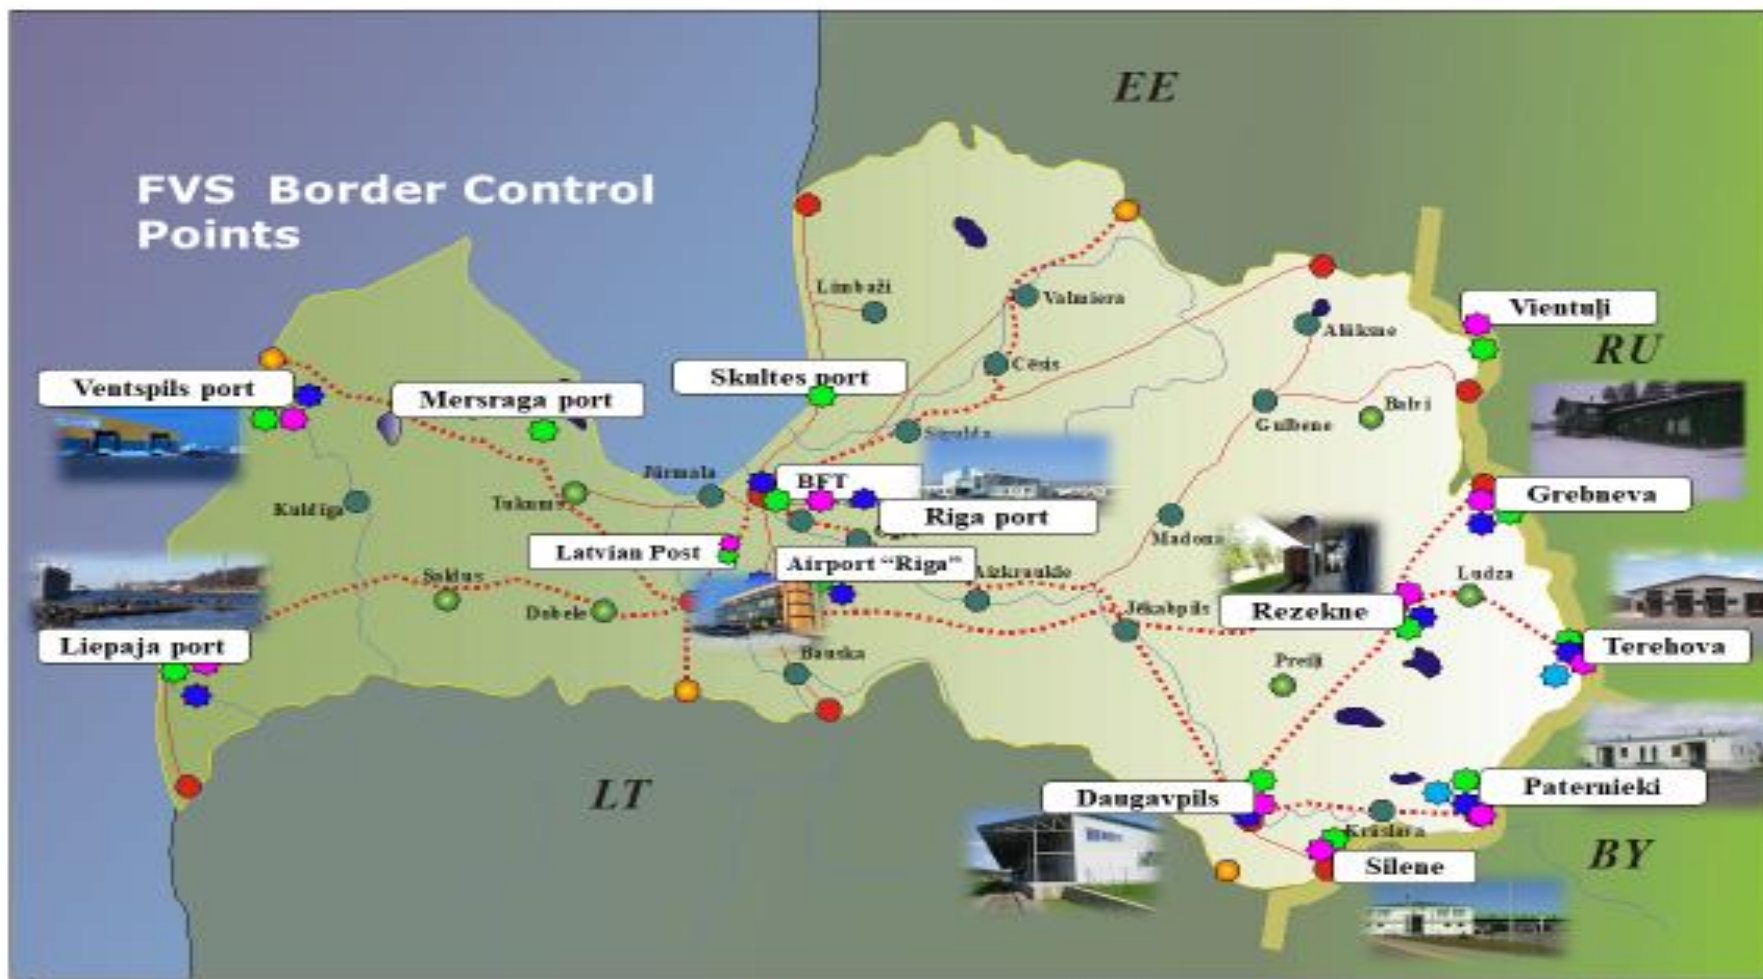 EE
FVS Border Control
Points
Limbaži
Valmiera
Vientuļi
Alūksne
RU
Ventspils port
Mersraga port
Skultes port
Cēsis
Balvi
Gulbene
Sigulda
Jūrmala
BFT
Grebneva
Kuldīga
Tukums
Riga port
Madona
Latvian Post
Airport “Riga”
Aizkraukle
Ludza
Saldus
Dobele
Jēkabpils
Rezekne
Liepaja port
Bauska
Preiļi
Terehova
LT
Daugavpils
Paternieki
Krāslava
BY
Silene